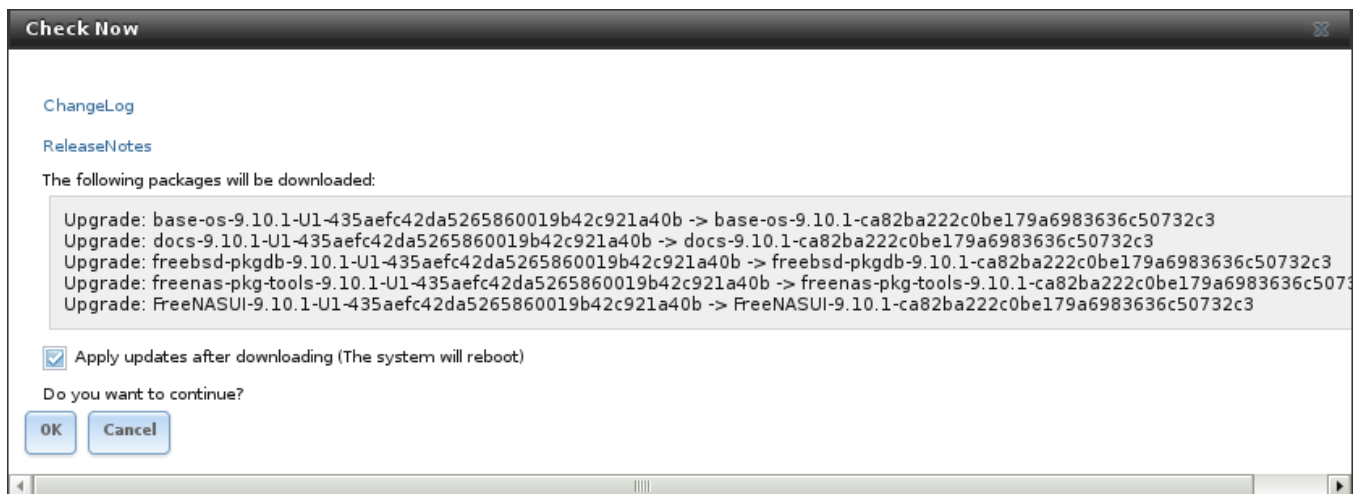 Check Now
ChangeLog
ReleaseNotes
The following packages will be downloaded:
Upgrade: base-os-9.10.1-U1-435aefc42da5265860019b42c921a40b -> base-os-9.10.1-ca82ba222c0be179a6983636c50732c3
Upgrade: docs-9.10.1-U1-435aefc42da5265860019b42c921a40b -> docs-9.10.1-ca82ba222c0be179a6983636c50732c3
Upgrade: freebsd-pkgdb-9.10.1-U1-435aefc42da5265860019b42c921a40b -> freebsd-pkgdb-9.10.1-ca82ba222c0be179a6983636c50732c3
Upgrade: freenas-pkg-tools-9.10.1-U1-435aefc42da5265860019b42c921a40b -> freenas-pkg-tools-9.10.1-ca82ba222c0be179a6983636c5073
Upgrade: FreeNASUI-9.10.1-U1-435aefc42da5265860019b42c921a40b -> FreeNASUI-9.10.1-ca82ba222c0be179a6983636c50732c3
Apply updates after downloading (The system will reboot)
Do you want to continue?
OK Cancel